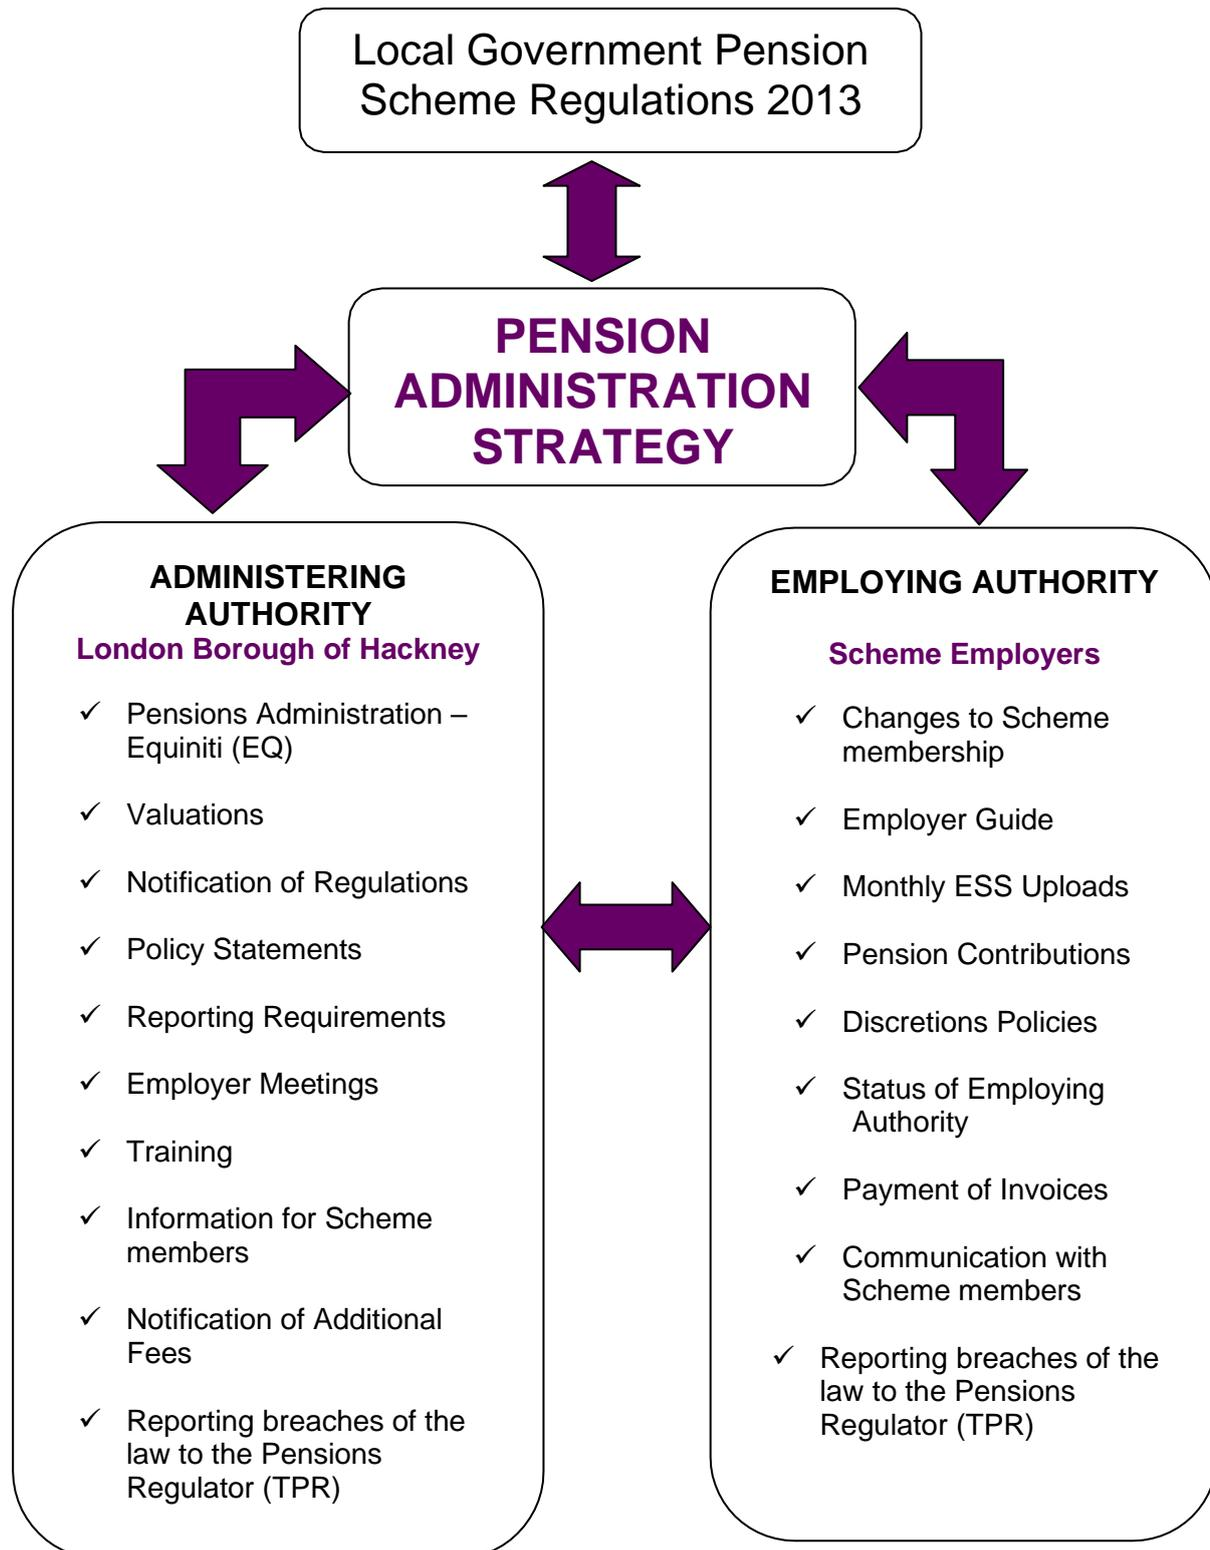 Local Government Pension
Scheme Regulations 2013
PENSION
ADMINISTRATION
STRATEGY
ADMINISTERING
AUTHORITY
London Borough of Hackney
✓ Pensions Administration –
Equiniti (EQ)
✓ Valuations
✓ Notification of Regulations
✓ Policy Statements
✓ Reporting Requirements
✓ Employer Meetings
✓ Training
✓ Information for Scheme
members
✓ Notification of Additional
Fees
✓ Reporting breaches of the
law to the Pensions
Regulator (TPR)
EMPLOYING AUTHORITY
Scheme Employers
✓ Changes to Scheme
membership
✓ Employer Guide
✓ Monthly ESS Uploads
✓ Pension Contributions
✓ Discretions Policies
✓ Status of Employing
Authority
✓ Payment of Invoices
✓ Communication with
Scheme members
✓ Reporting breaches of the
law to the Pensions
Regulator (TPR)